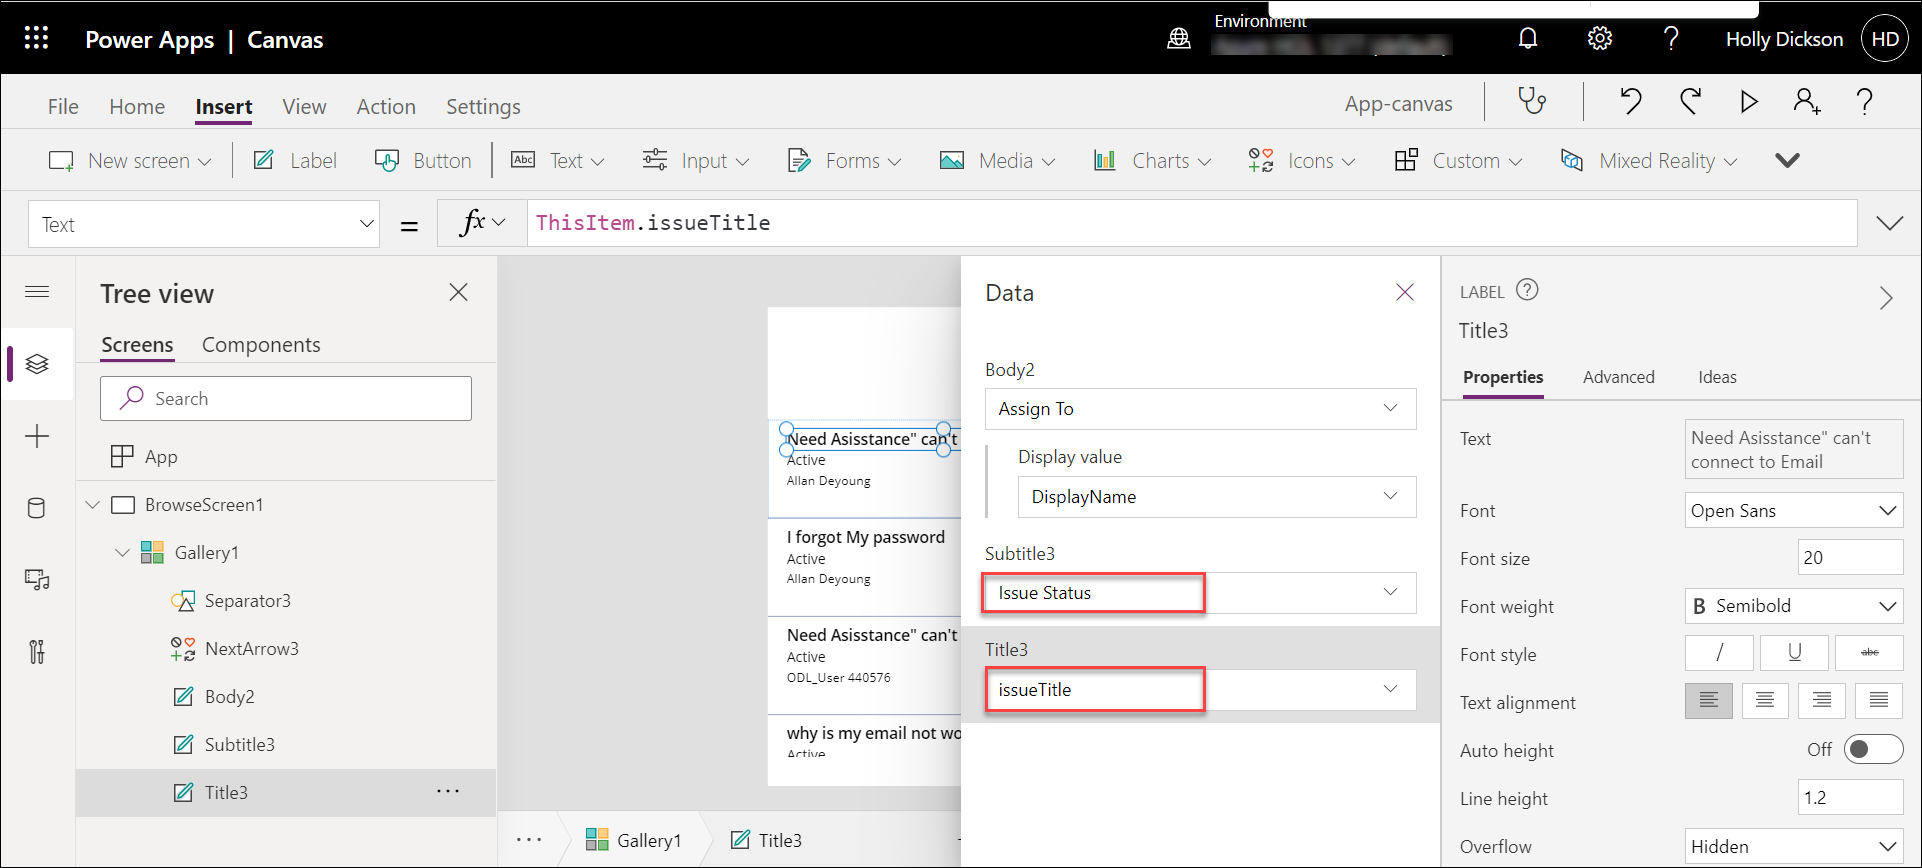 Power Apps | Canvas
Environment
Holly Dickson
HD
File
Home
Insert
View
Action
Settings
App-canvas
New screen
Label
Button
Abc
Text
Input
Forms
Media
Charts
Icons
Custom
Mixed Reality
Text
=
fx
ThisItem.issueTitle
Tree view
Screens
Components
Search
App
BrowseScreen1
Gallery1
Separator3
NextArrow3
Body2
Subtitle3
Title3
...
Need Asisstance" can't
Active
Allan Deyoung
I forgot My password
Active
Allan Deyoung
Need Asisstance" can't
Active
ODL_User 440576
why is my email not wo
Active
...
Gallery1
Title3
Data
Body2
Assign To
Display value
DisplayName
Subtitle3
Issue Status
Title3
issueTitle
LABEL ?
Title3
Properties
Advanced
Ideas
Text
Need Asisstance" can't
connect to Email
Font
Open Sans
Font size
20
Font weight
B Semibold
Font style
/
U
abc
Text alignment
Auto height
Off
Line height
1.2
Overflow
Hidden